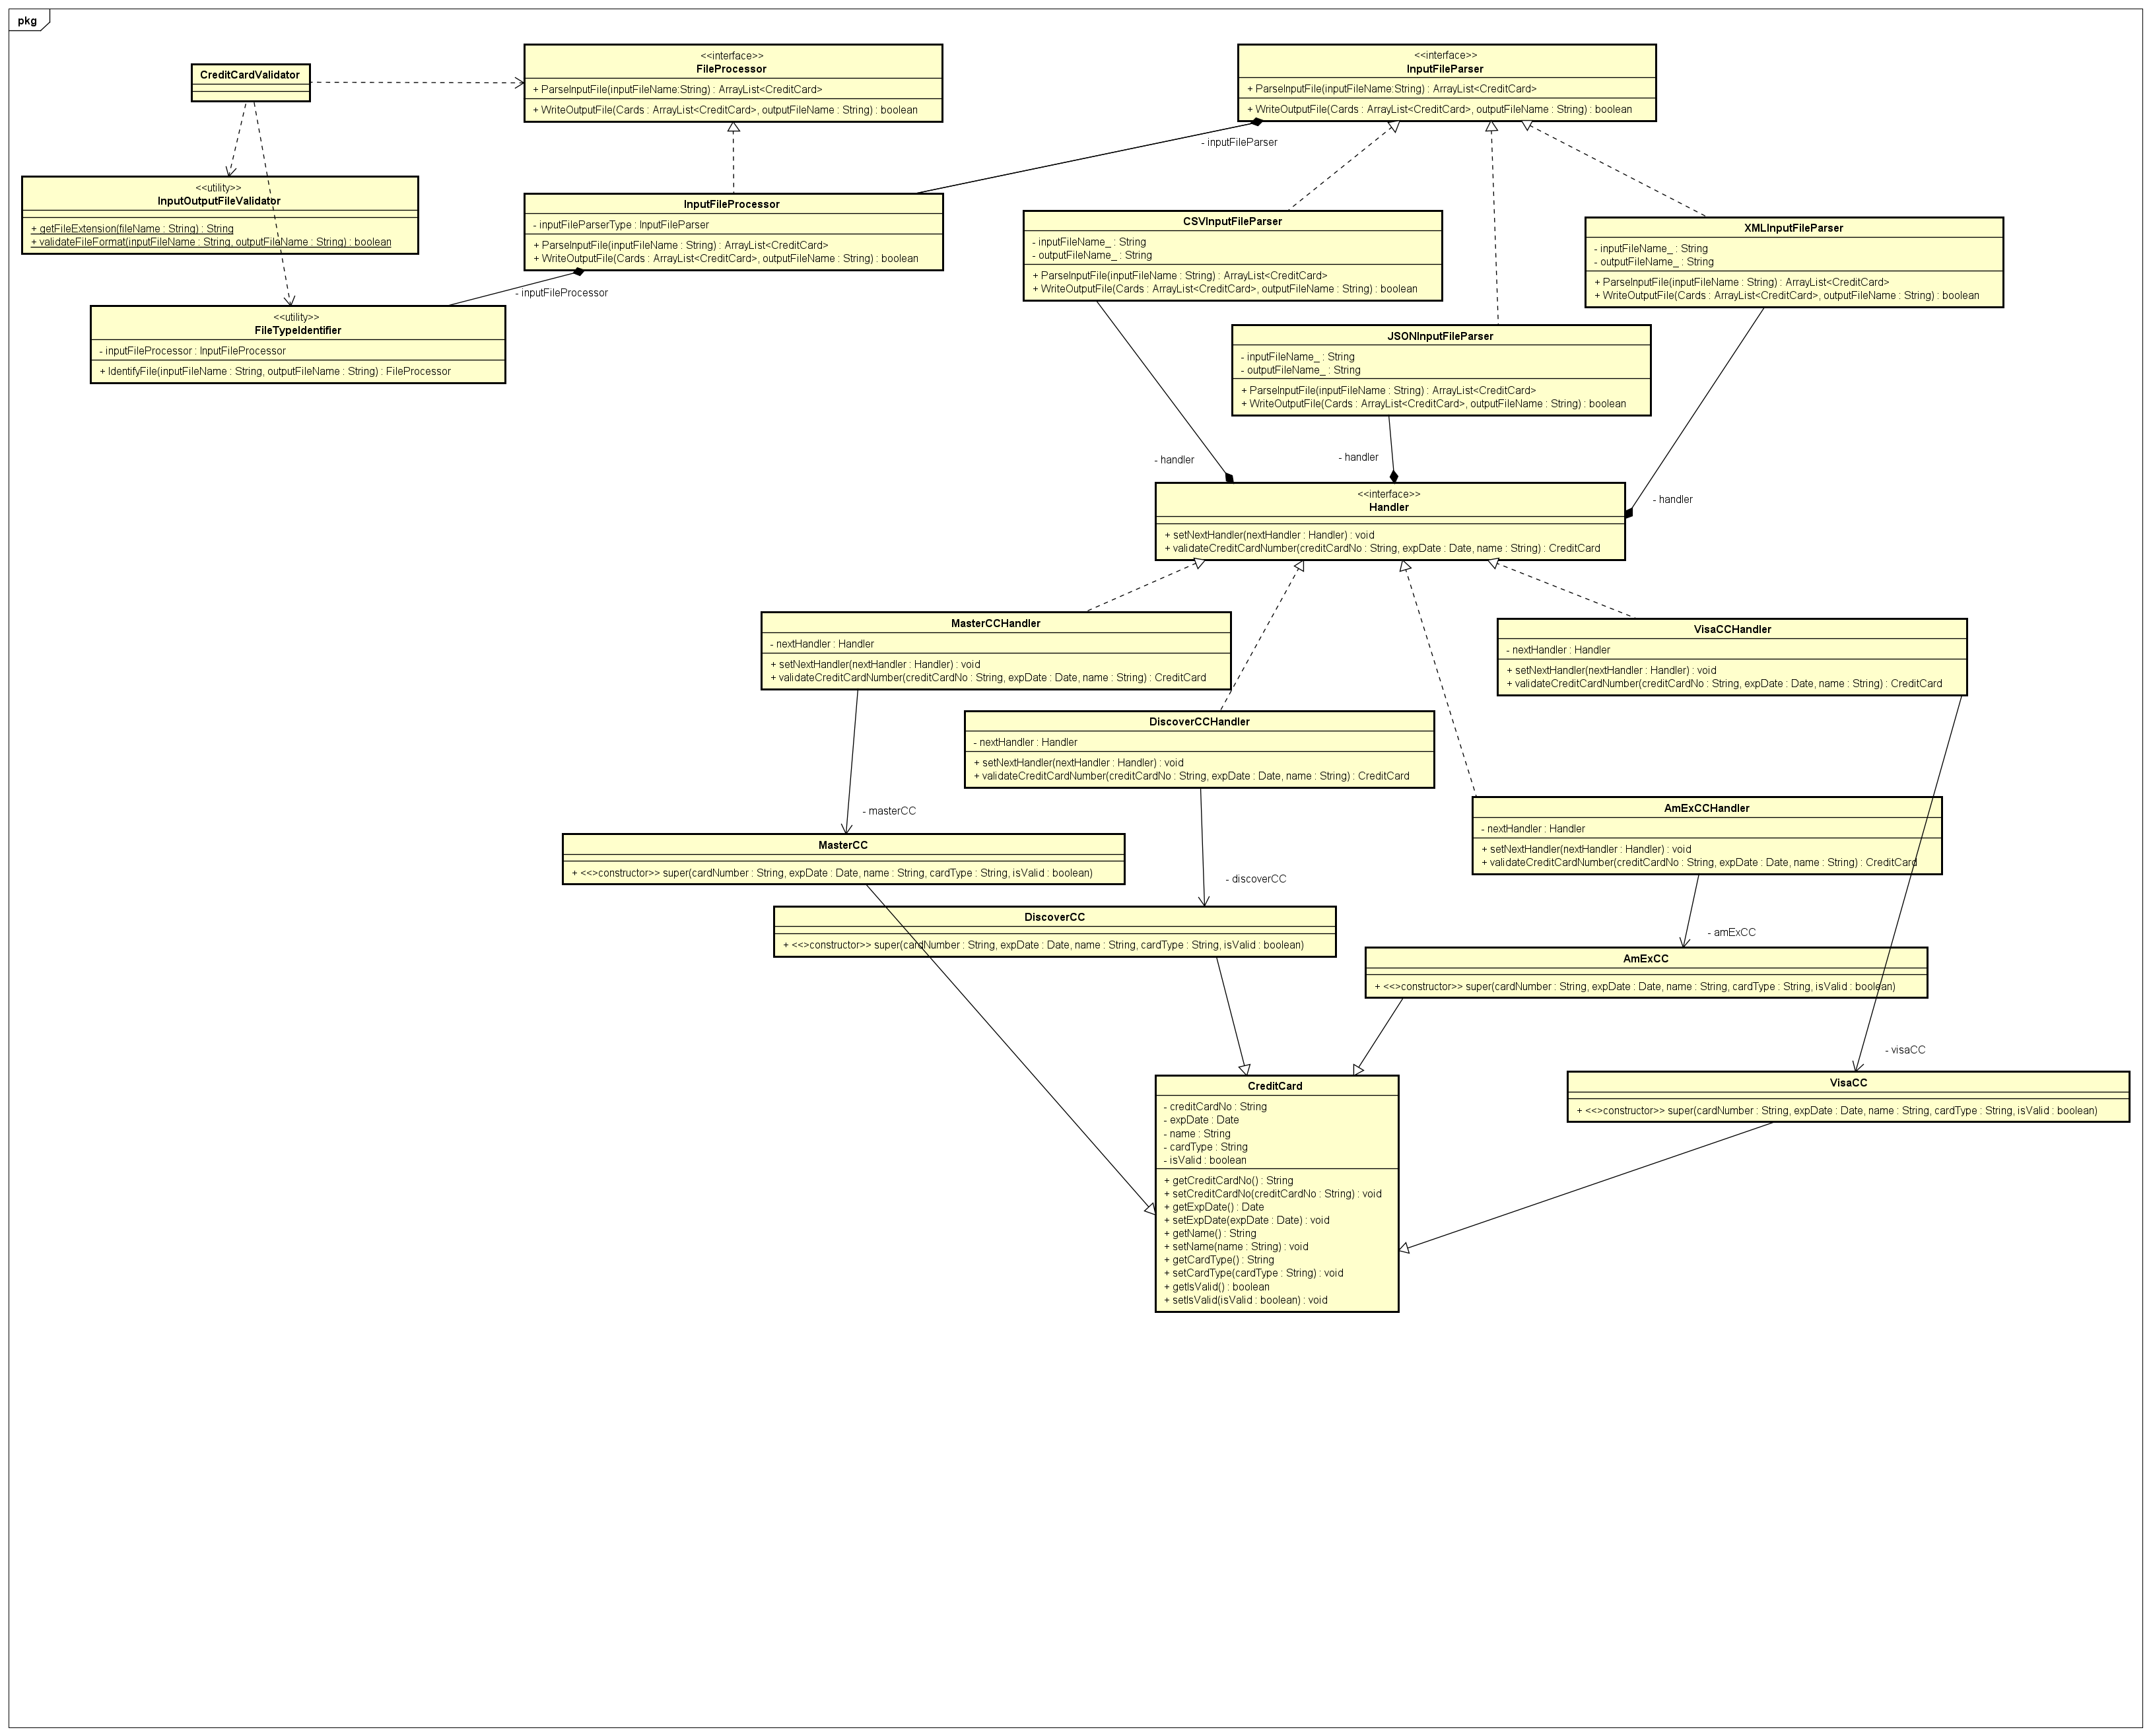 pkg
CreditCardValidator
<<interface>>
FileProcessor
+ ParseInputFile(inputFileName:String) : ArrayList<CreditCard>
+ WriteOutputFile(Cards : ArrayList<CreditCard>, outputFileName : String) : boolean
<<interface>>
InputFileParser
+ ParseInputFile(inputFileName:String) : ArrayList<CreditCard>
+ WriteOutputFile(Cards : ArrayList<CreditCard>, outputFileName : String) : boolean
- inputFileParser
<<utility>>
InputOutputFileValidator
+ getFileExtension(fileName : String) : String
+ validateFileFormat(inputFileName : String, outputFileName : String) : boolean
InputFileProcessor
- inputFileParserType : InputFileParser
+ ParseInputFile(inputFileName : String) : ArrayList<CreditCard>
+ WriteOutputFile(Cards : ArrayList<CreditCard>, outputFileName : String) : boolean
CSVInputFileParser
- inputFileName_ : String
- outputFileName_ : String
+ ParseInputFile(inputFileName : String) : ArrayList<CreditCard>
+ WriteOutputFile(Cards : ArrayList<CreditCard>, outputFileName : String) : boolean
XMLInputFileParser
- inputFileName_ : String
- outputFileName_ : String
+ ParseInputFile(inputFileName : String) : ArrayList<CreditCard>
+ WriteOutputFile(Cards : ArrayList<CreditCard>, outputFileName : String) : boolean
- inputFileProcessor
<<utility>>
FileTypeIdentifier
- inputFileProcessor : InputFileProcessor
+ IdentifyFile(inputFileName : String, outputFileName : String) : FileProcessor
JSONInputFileParser
- inputFileName_ : String
- outputFileName_ : String
+ ParseInputFile(inputFileName : String) : ArrayList<CreditCard>
+ WriteOutputFile(Cards : ArrayList<CreditCard>, outputFileName : String) : boolean
- handler
- handler
- handler
<<interface>>
Handler
+ setNextHandler(nextHandler : Handler) : void
+ validateCreditCardNumber(creditCardNo : String, expDate : Date, name : String) : CreditCard
MasterCCHandler
- nextHandler : Handler
+ setNextHandler(nextHandler : Handler) : void
+ validateCreditCardNumber(creditCardNo : String, expDate : Date, name : String) : CreditCard
VisaCCHandler
- nextHandler : Handler
+ setNextHandler(nextHandler : Handler) : void
+ validateCreditCardNumber(creditCardNo : String, expDate : Date, name : String) : CreditCard
DiscoverCCHandler
- nextHandler : Handler
+ setNextHandler(nextHandler : Handler) : void
+ validateCreditCardNumber(creditCardNo : String, expDate : Date, name : String) : CreditCard
AmExCCHandler
- nextHandler : Handler
+ setNextHandler(nextHandler : Handler) : void
+ validateCreditCardNumber(creditCardNo : String, expDate : Date, name : String) : CreditCard
- masterCC
MasterCC
+ <<>constructor>> super(cardNumber : String, expDate : Date, name : String, cardType : String, isValid : boolean)
- discoverCC
DiscoverCC
+ <<>constructor>> super(cardNumber : String, expDate : Date, name : String, cardType : String, isValid : boolean)
- amExCC
AmExCC
+ <<>constructor>> super(cardNumber : String, expDate : Date, name : String, cardType : String, isValid : boolean)
- visaCC
VisaCC
+ <<>constructor>> super(cardNumber : String, expDate : Date, name : String, cardType : String, isValid : boolean)
CreditCard
- creditCardNo : String
- expDate : Date
- name : String
- cardType : String
- isValid : boolean
+ getCreditCardNo() : String
+ setCreditCardNo(creditCardNo : String) : void
+ getExpDate() : Date
+ setExpDate(expDate : Date) : void
+ getName() : String
+ setName(name : String) : void
+ getCardType() : String
+ setCardType(cardType : String) : void
+ getIsValid() : boolean
+ setIsValid(isValid : boolean) : void